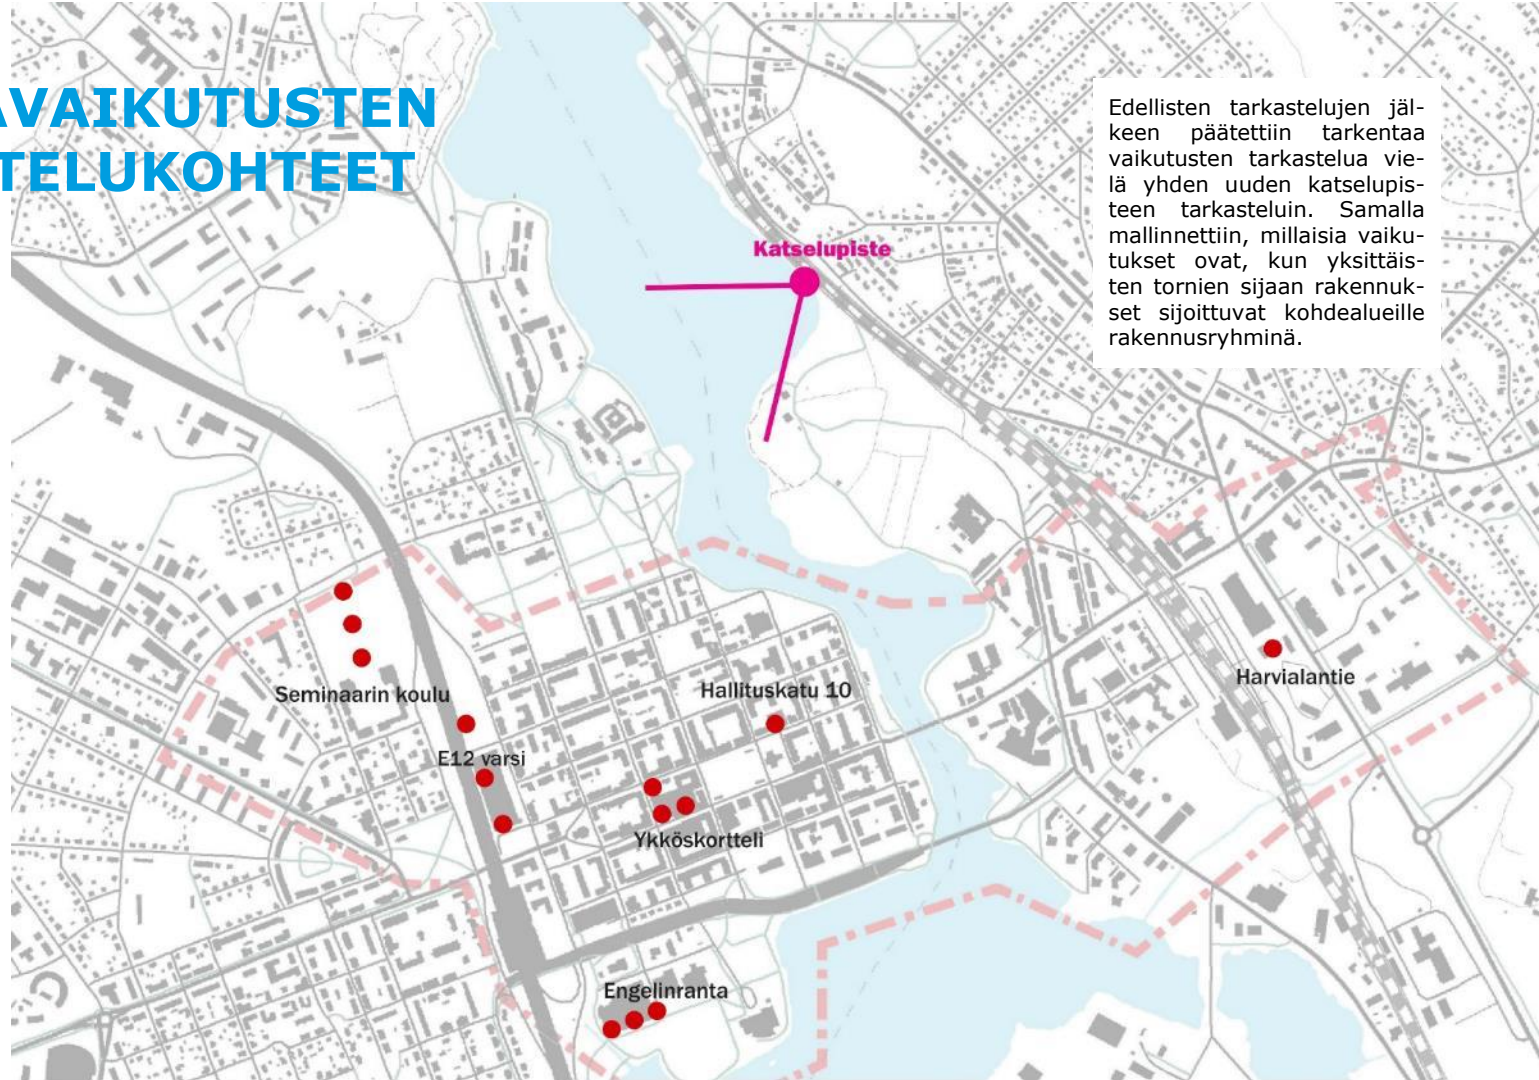 AVAIKUTUSTEN
TELUKOHTEET
Edellisten tarkastelujen jäl-
keen päätettiin tarkentaa
vaikutusten tarkastelua vie-
lä yhden uuden katselupis-
teen tarkasteluin. Samalla
mallinnettiin, millaisia vaiku-
tukset ovat, kun yksittäis-
ten tornien sijaan rakennuk-
set sijoittuvat kohdealueille
rakennusryhminä.
Katselupiste
Seminaarin koulu
Hallituskatu 10
Harvialantie
E12 varsi
Ykköskortteli
Engelinranta